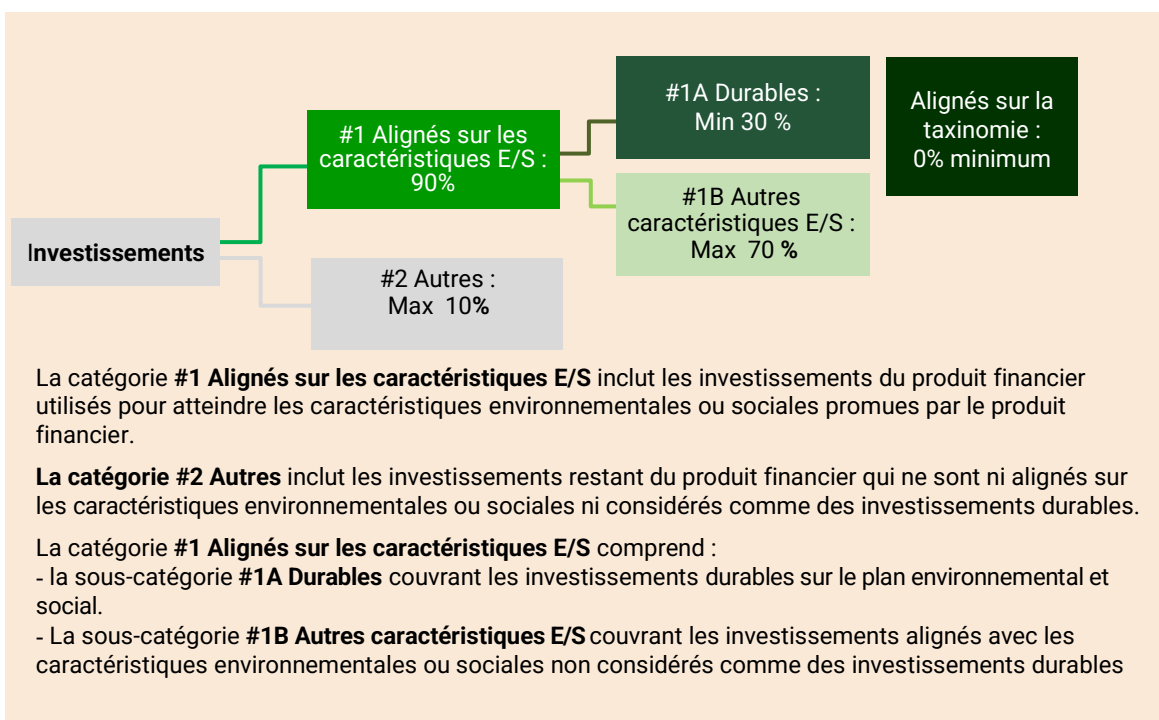 #1A Durables :
Min 30 %
Alignés sur la
taxinomie :
0% minimum
#1 Alignés sur les
caractéristiques E/S :
90%
#1B Autres
caractéristiques E/S :
Max 70 %
Investissements
#2 Autres :
Max 10%
La catégorie #1 Alignés sur les caractéristiques E/S inclut les investissements du produit financier
utilisés pour atteindre les caractéristiques environnementales ou sociales promues par le produit
financier.
La catégorie #2 Autres inclut les investissements restant du produit financier qui ne sont ni alignés sur
les caractéristiques environnementales ou sociales ni considérés comme des investissements durables.
La catégorie #1 Alignés sur les caractéristiques E/S comprend :
- la sous-catégorie #1A Durables couvrant les investissements durables sur le plan environnemental et
social.
- La sous-catégorie #1B Autres caractéristiques E/S couvrant les investissements alignés avec les
caractéristiques environnementales ou sociales non considérés comme des investissements durables